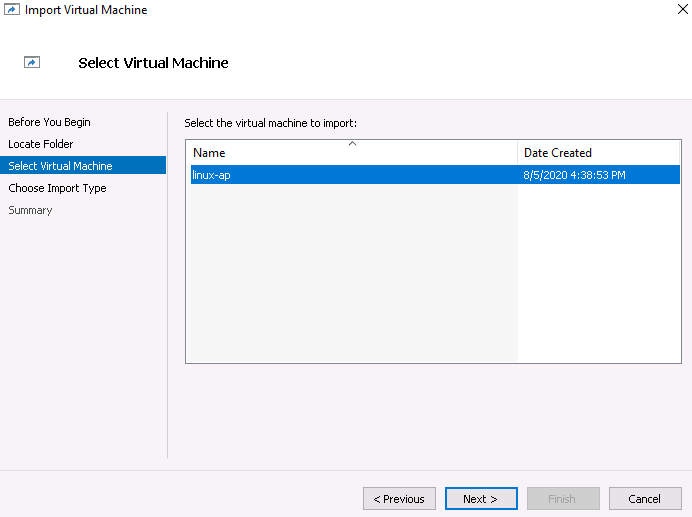 Import Virtual Machine
Select Virtual Machine
Before You Begin
Locate Folder
Select Virtual Machine
Choose Import Type
Summary
Select the virtual machine to import:
Name Date Created
linux-ap 8/5/2020 4:38:53 PM
< Previous Next > Finish Cancel